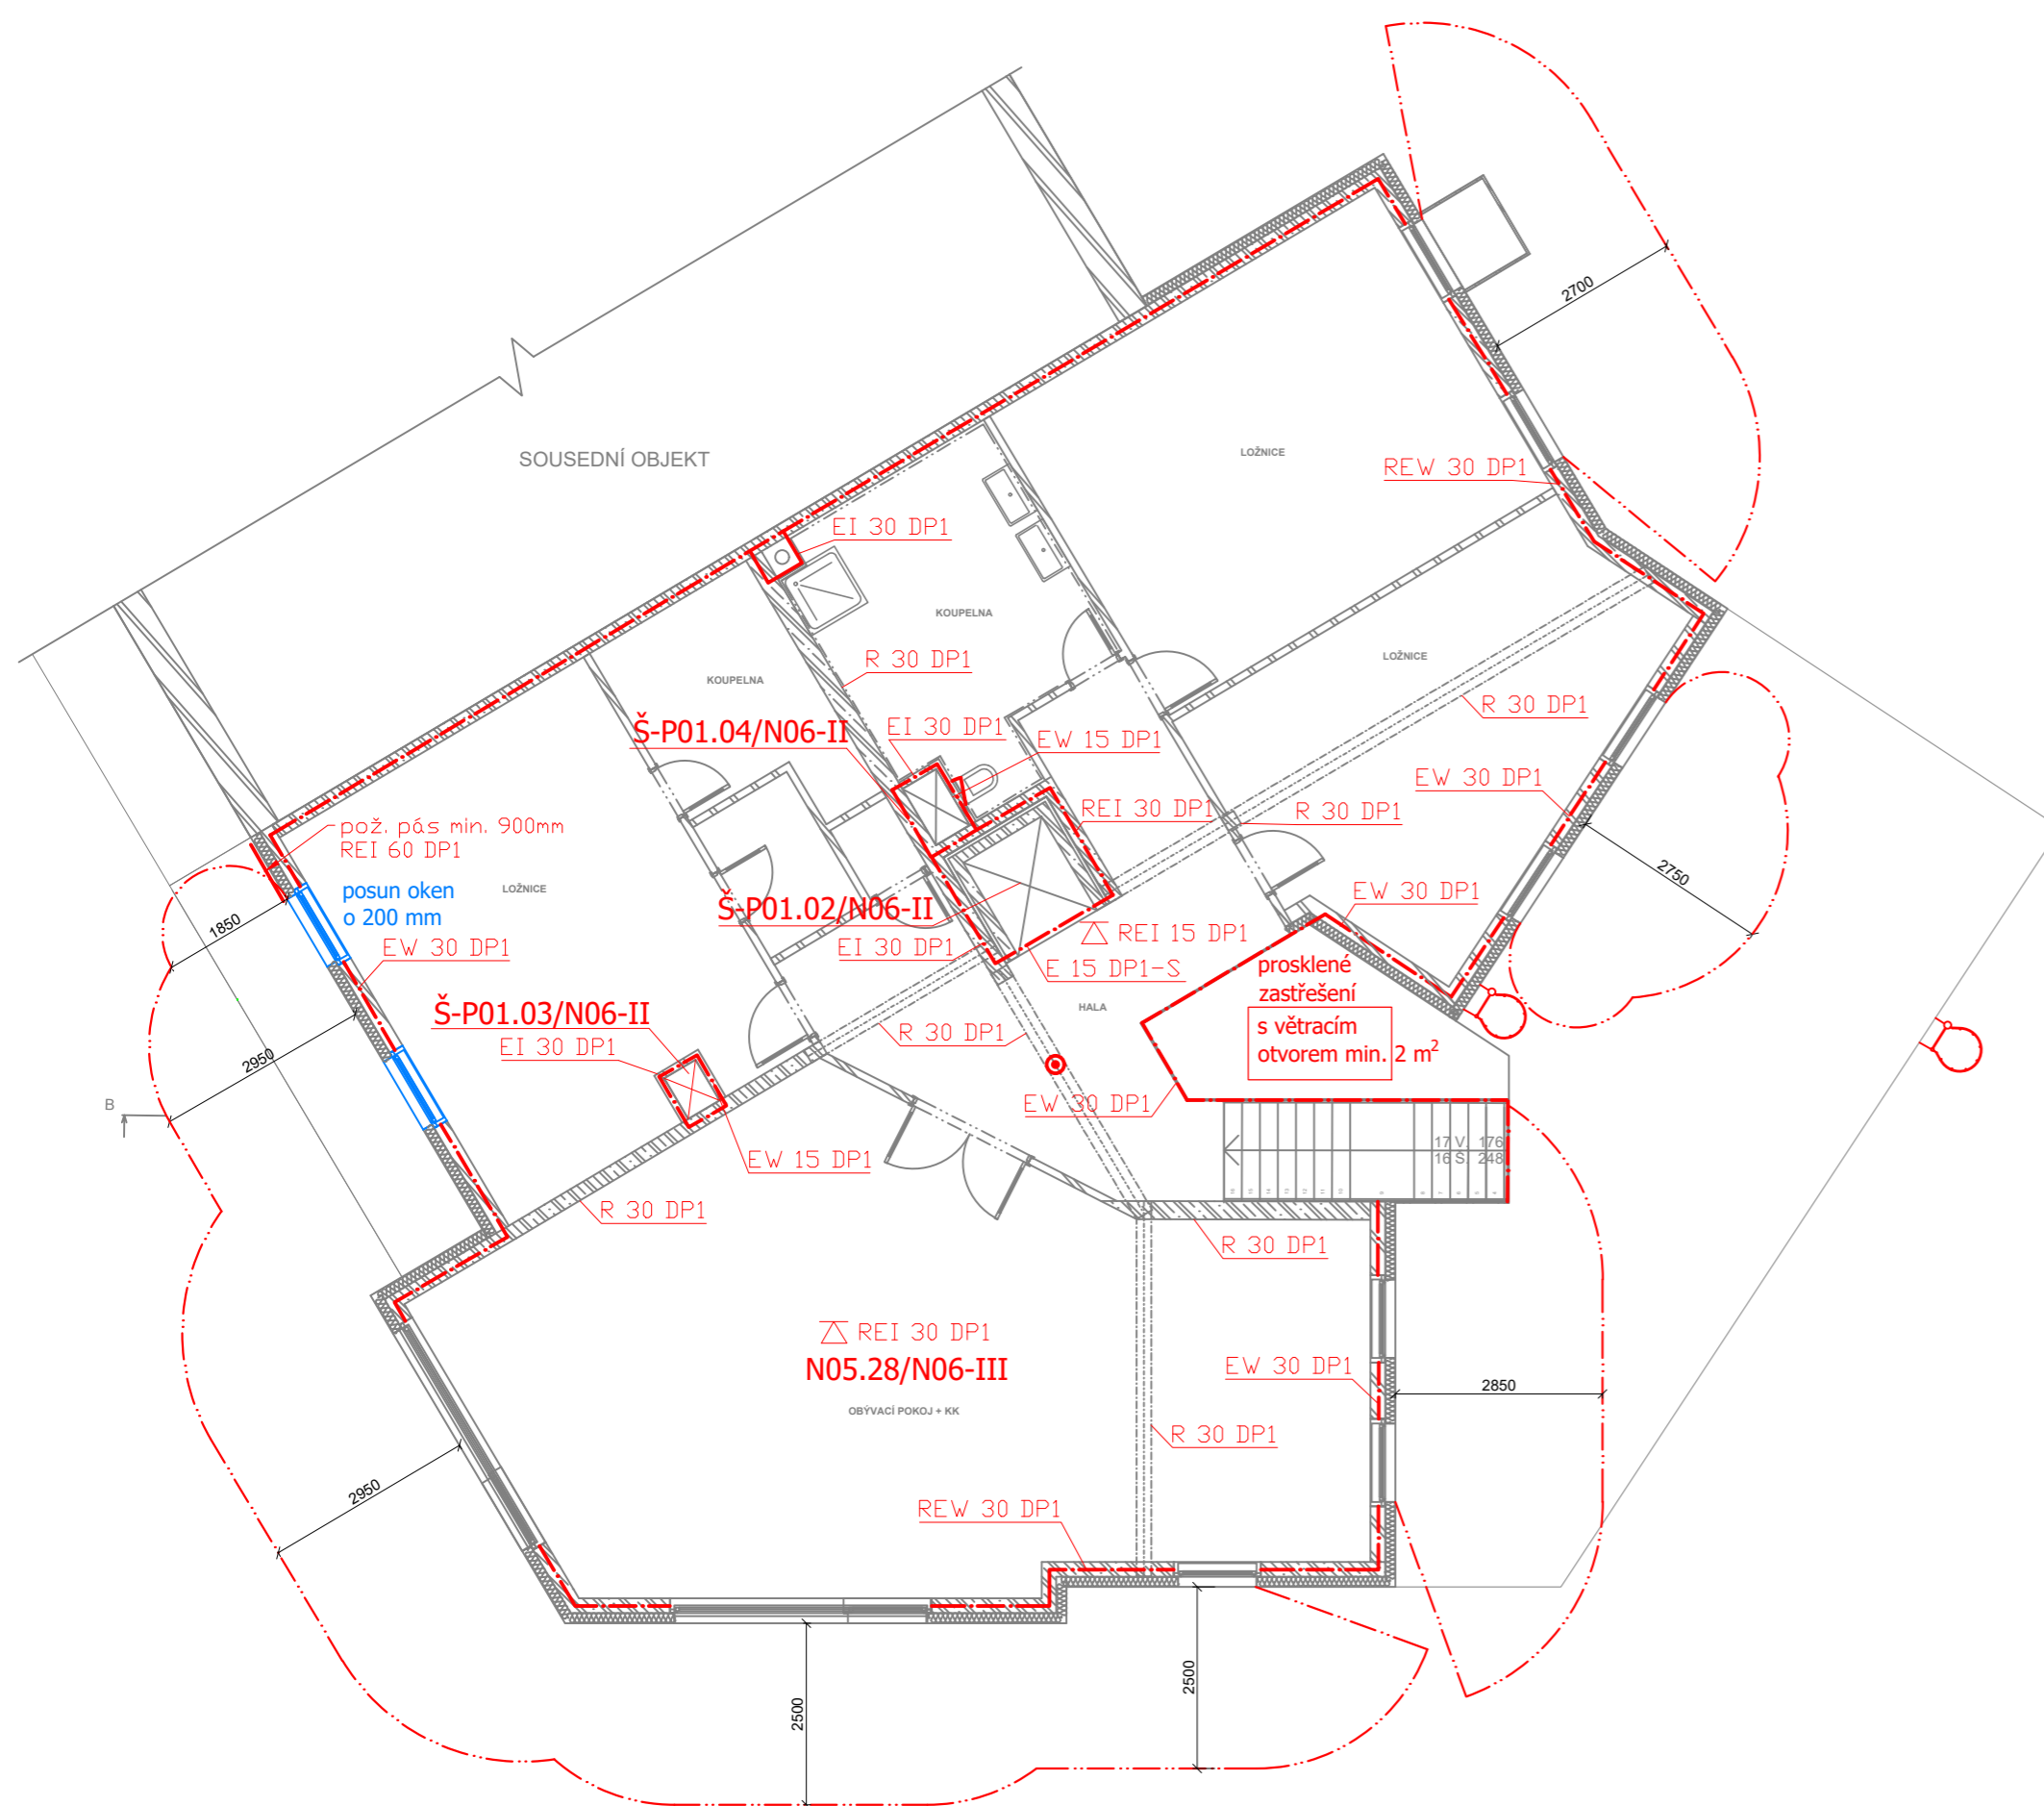 2700
SOUSEDNÍ OBJEKT
LOŽNICE
REW 30 DP1
EI 30 DP1
KOUPELNA
LOŽNICE
R 30 DP1
KOUPELNA
R 30 DP1
Š-P01.04/N06-II
EI 30 DP1
EW 15 DP1
EW 30 DP1
REI 30 DP1
R 30 DP1
pož. pás min. 900mm
REI 60 DP1
2750
posun oken
o 200 mm
LOŽNICE
EW 30 DP1
Š-P01.02/N06-II
1850
REI 15 DP1
EW 30 DP1
EI 30 DP1
E 15 DP1-S
prosklené
zastřešení
s větracím
otvorem min. 2 m²
HALA
Š-P01.03/N06-II
EI 30 DP1
R 30 DP1
2950
B
EW 30 DP1
17 V. 176
16 S. 248
EW 15 DP1
R 30 DP1
R 30 DP1
REI 30 DP1
N05.28/N06-III
EW 30 DP1
2850
OBÝVACÍ POKOJ + KK
R 30 DP1
2950
REW 30 DP1
2500
2500